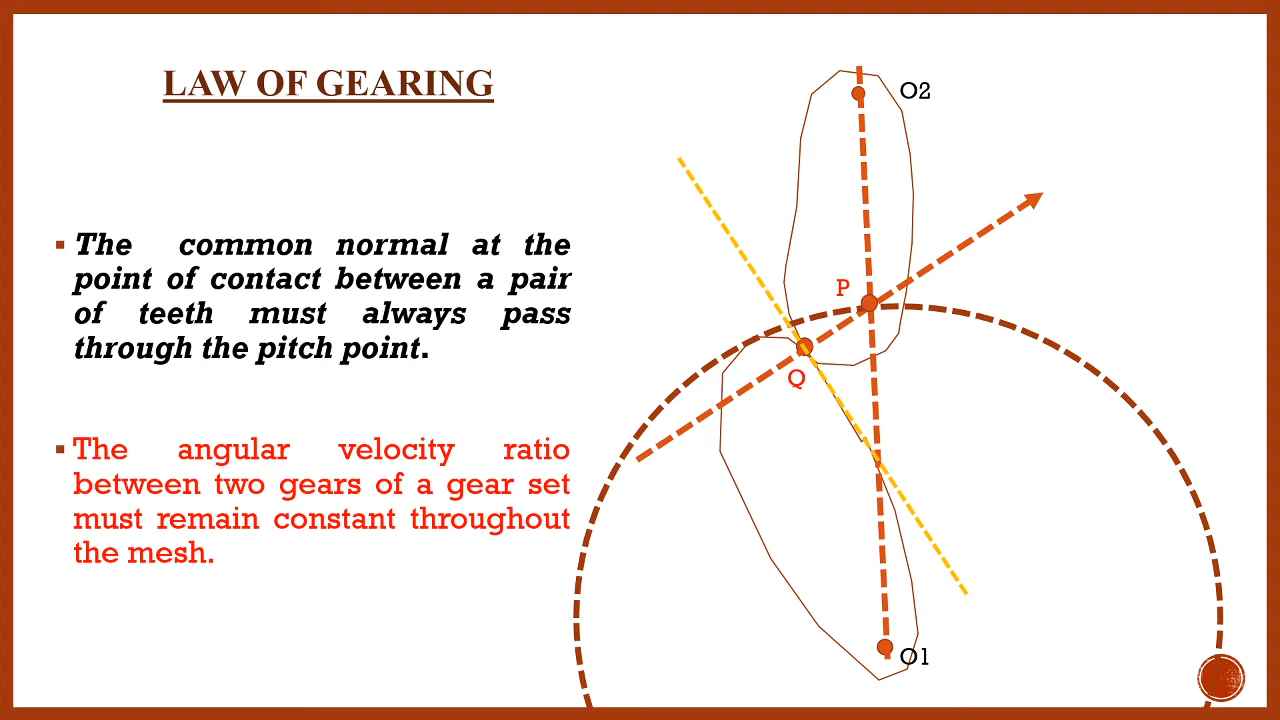 LAW OF GEARING
The common normal at the
point of contact between a pair
of teeth must always pass
through the pitch point.
The angular velocity ratio
between two gears of a gear set
must remain constant throughout
the mesh.
O2
P
Q
O1